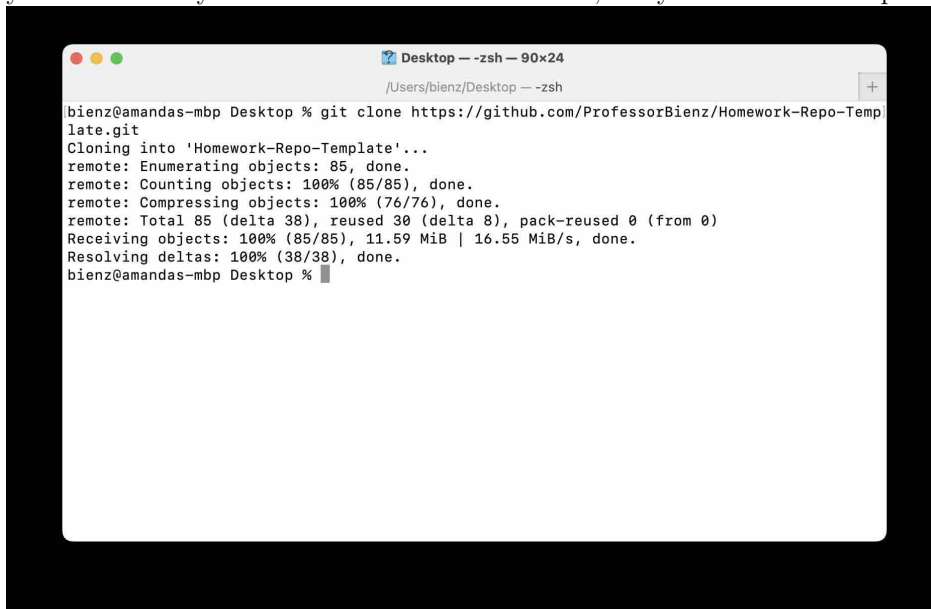 Desktop — -zsh — 90×24
/Users/bienz/Desktop — -zsh
+
[bienz@amandas-mbp Desktop % git clone https://github.com/ProfessorBienz/Homework-Repo-Temp]
late.git
Cloning into 'Homework-Repo-Template'...
remote: Enumerating objects: 85, done.
remote: Counting objects: 100% (85/85), done.
remote: Compressing objects: 100% (76/76), done.
remote: Total 85 (delta 38), reused 30 (delta 8), pack-reused 0 (from 0)
Receiving objects: 100% (85/85), 11.59 MiB | 16.55 MiB/s, done.
Resolving deltas: 100% (38/38), done.
bienz@amandas-mbp Desktop %